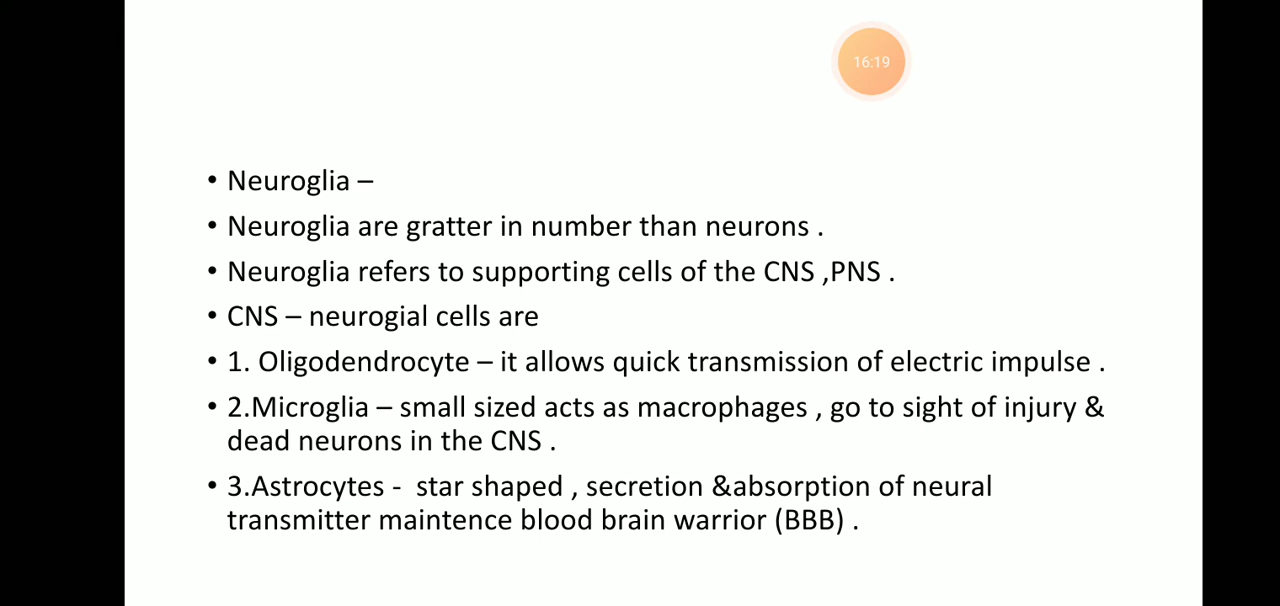 16:19
• Neuroglia –
• Neuroglia are gratter in number than neurons .
• Neuroglia refers to supporting cells of the CNS ,PNS .
• CNS – neurogial cells are
• 1. Oligodendrocyte – it allows quick transmission of electric impulse .
• 2.Microglia – small sized acts as macrophages , go to sight of injury &
dead neurons in the CNS .
• 3.Astrocytes -  star shaped , secretion &absorption of neural
transmitter maintence blood brain warrior (BBB) .